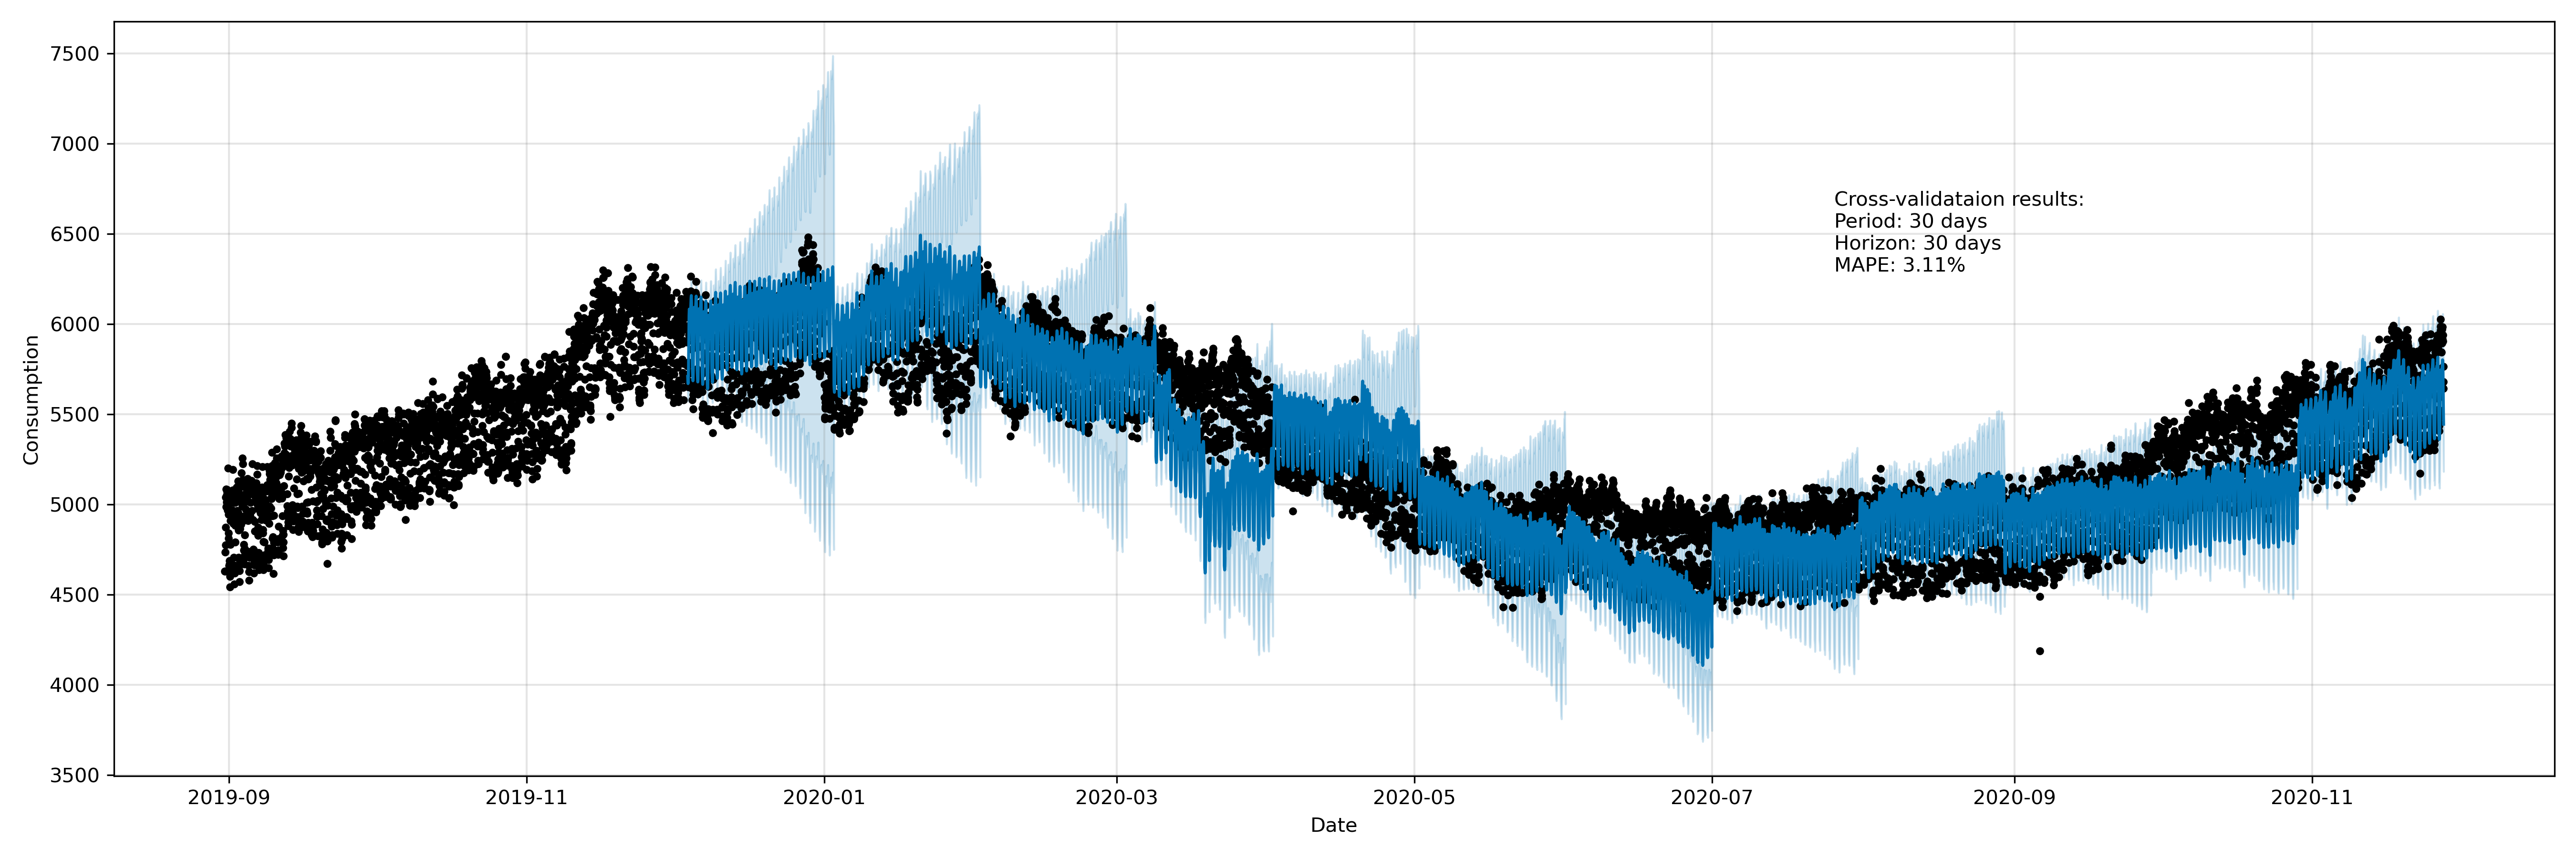 7500
7000
6500
6000
5500
5000
4500
4000
3500
Consumption
Cross-validataion results:
Period: 30 days
Horizon: 30 days
MAPE: 3.11%
2019-09 2019-11 2020-01 2020-03 2020-05 2020-07 2020-09 2020-11
Date